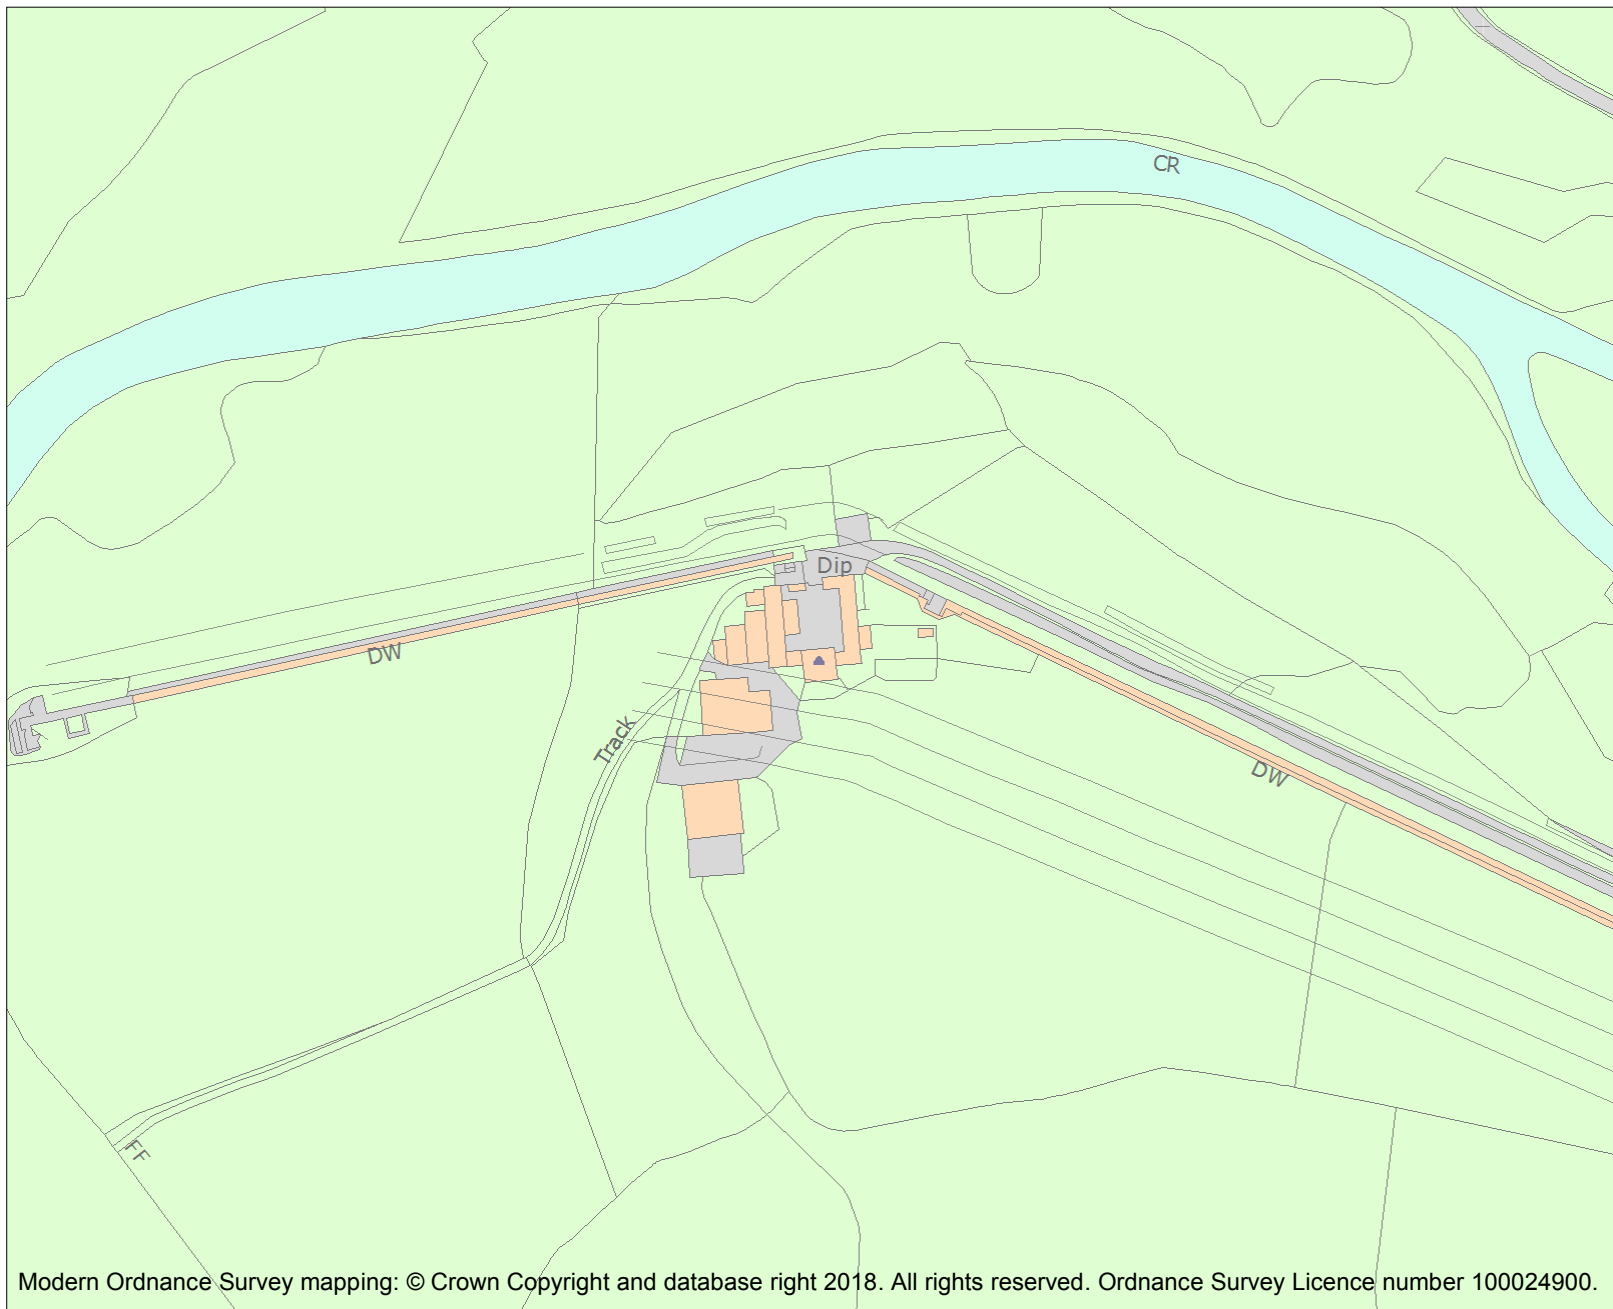 CR
Dip
DW
Track
DW
FF
Modern Ordnance Survey mapping: © Crown Copyright and database right 2018. All rights reserved. Ordnance Survey Licence number 100024900.